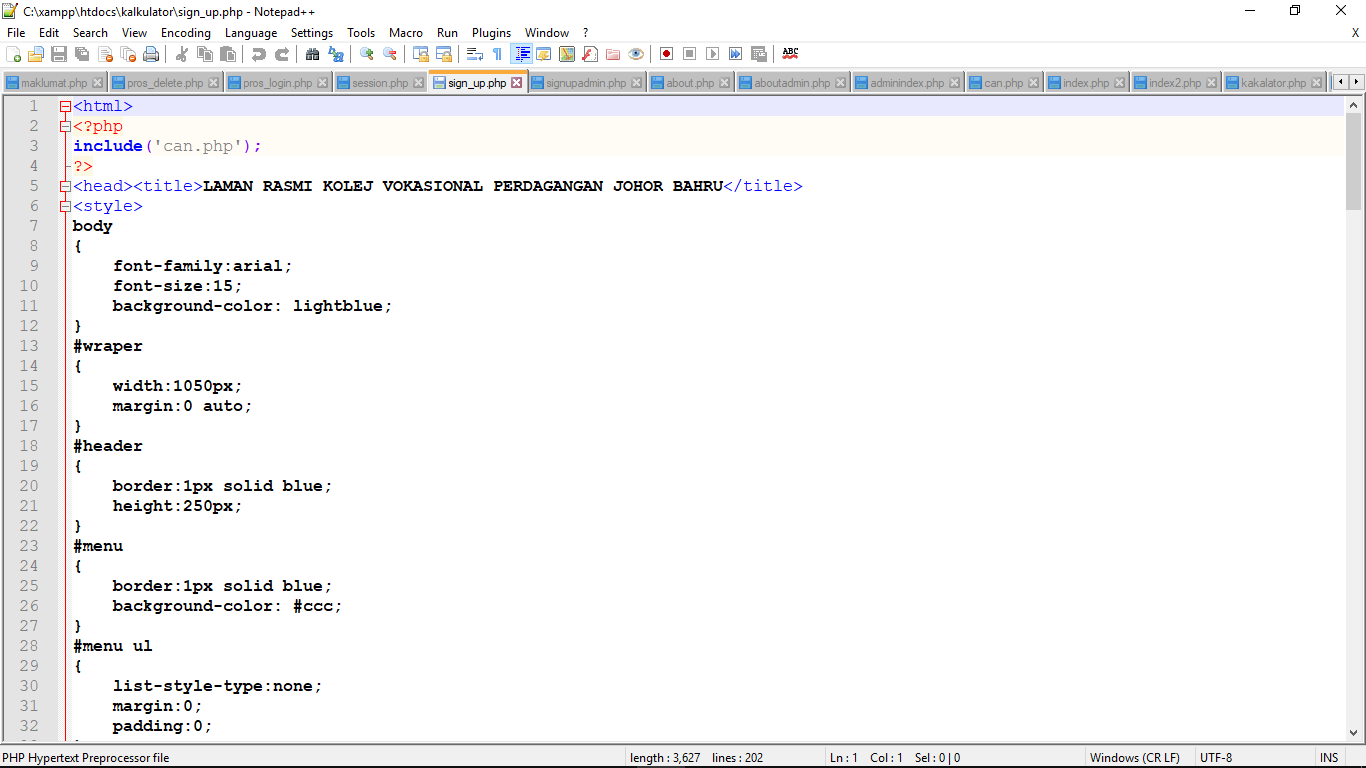 C:\xampp\htdocs\kalkulator\sign_up.php - Notepad++
File Edit Search View Encoding Language Settings Tools Macro Run Plugins Window ? X
ABC
maklumat.php pros_delete.php pros_login.php session.php sign_up.php signupadmin.php about.php aboutadmin.php adminindex.php can.php index.php index2.php kakalator.php
1 <html>
2 <?php
3 include('can.php');
4 ?>
5 <head><title>LAMAN RASMI KOLEJ VOKASIONAL PERDAGANGAN JOHOR BAHRU</title>
6 <style>
7 body
8 {
9 font-family:arial;
10 font-size:15;
11 background-color: lightblue;
12 }
13 #wraper
14 {
15 width:1050px;
16 margin:0 auto;
17 }
18 #header
19 {
20 border:1px solid blue;
21 height:250px;
22 }
23 #menu
24 {
25 border:1px solid blue;
26 background-color: #ccc;
27 }
28 #menu ul
29 {
30 list-style-type:none;
31 margin:0;
32 padding:0;
PHP Hypertext Preprocessor file length : 3,627 lines : 202 Ln : 1 Col : 1 Sel : 0 | 0 Windows (CR LF) UTF-8 INS